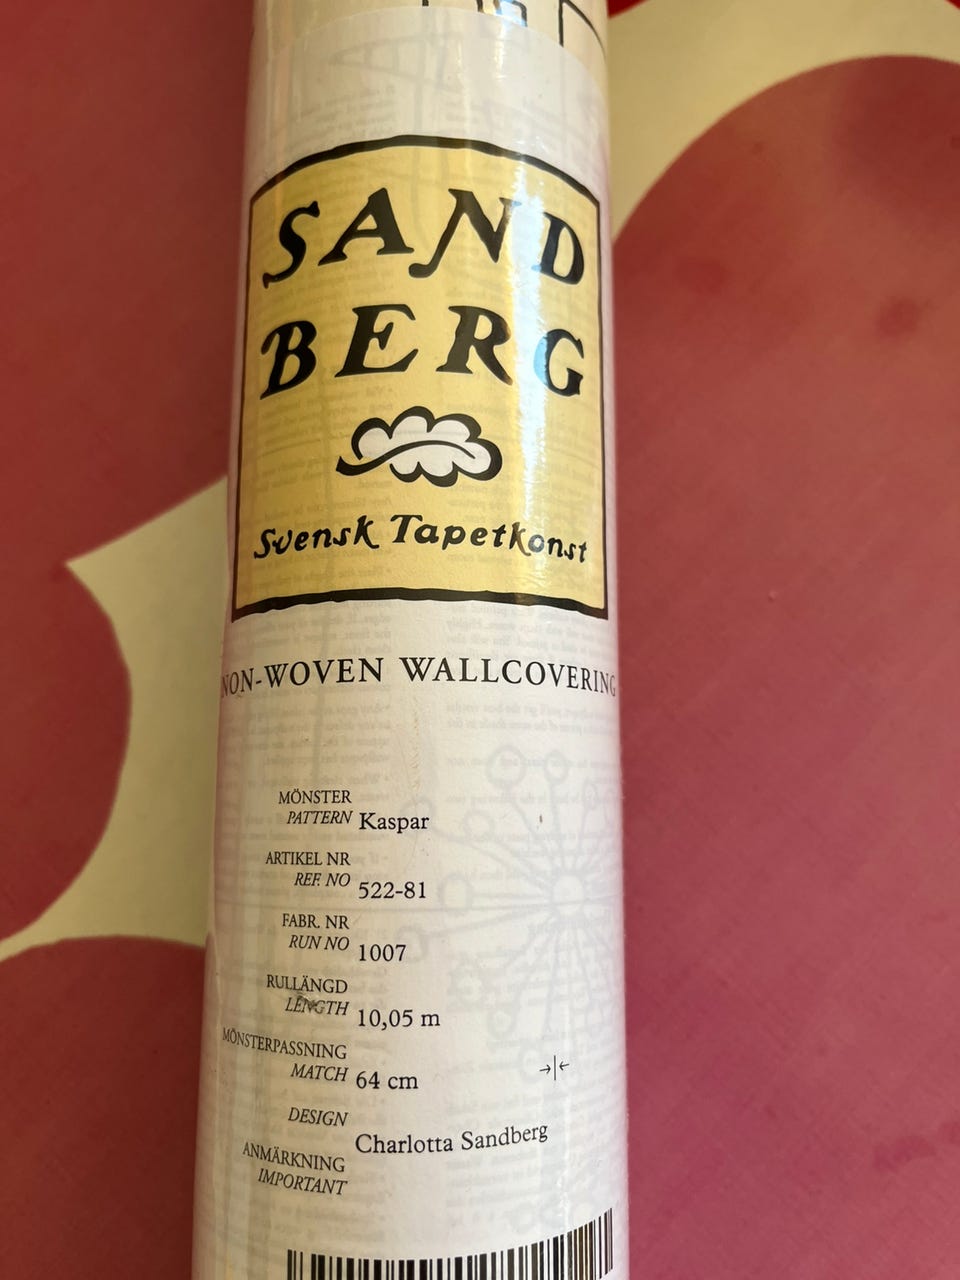 SAND
BERG
Svensk Tapetkonst
NON-WOVEN WALLCOVERING
MÖNSTER
PATTERN Kaspar
ARTIKEL NR
REF. NO 522-81
FABR. NR
RUN NO 1007
RULLÄNGD
LENGTH 10,05 m
MÖNSTERPASSNING
MATCH 64 cm →|←
DESIGN
Charlotta Sandberg
ANMÄRKNING
IMPORTANT